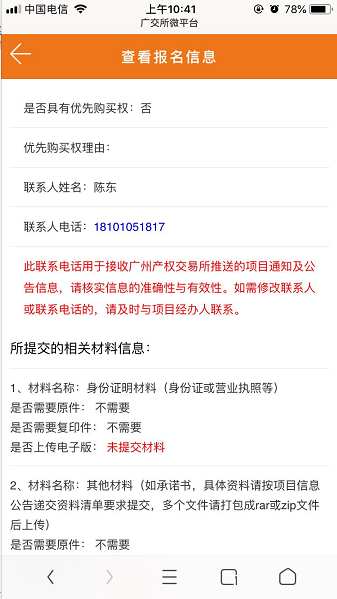 中国电信
上午10:41
78%
广交所微平台
查看报名信息
是否具有优先购买权：否
优先购买权理由：
联系人姓名：陈东
联系人电话：18101051817
此联系电话用于接收广州产权交易所推送的项目通知及公
告信息，请核实信息的准确性与有效性。如需修改联系人
或联系电话的，请及时与项目经办人联系。
所提交的相关材料信息：
1、材料名称：身份证明材料（身份证或营业执照等）
是否需要原件： 不需要
是否需要复印件： 不需要
是否上传电子版： 未提交材料
2、材料名称：其他材料（如承诺书，具体资料请按项目信息
公告递交资料清单要求提交，多个文件请打包成rar或zip文件
后上传）
是否需要原件： 不需要